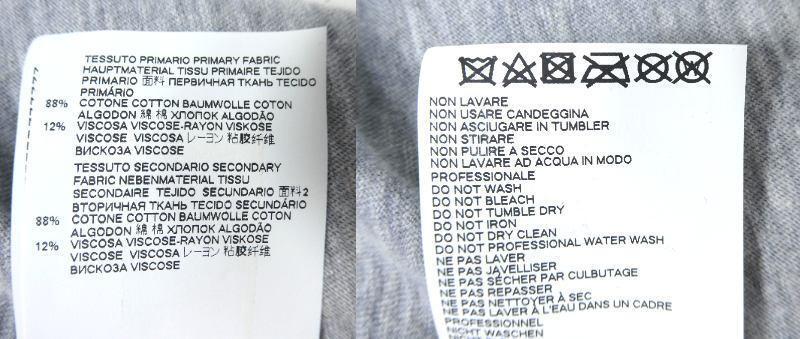 TESSUTO PRIMARIO PRIMARY FABRIC
HAUPTMATERIAL TISSU PRIMAIRE TEJIDO
PRIMARIO 面料 ПЕРВИЧНАЯ ТКАНЬ TECIDO
PRIMÁRIO
88% COTONE COTTON BAUMWOLLE COTON
ALGODON 綿 棉 ХЛОПОК ALGODÃO
12% VISCOSA VISCOSE-RAYON VISKOSE
VISCOSE VISCOSA レーヨン 粘胶纤维
ВИСКОЗА VISCOSE
TESSUTO SECONDARIO SECONDARY
FABRIC NEBENMATERIAL TISSU
SECONDAIRE TEJIDO SECUNDARIO 面料2
ВТОРИЧНАЯ ТКАНЬ TECIDO SECUNDÁRIO
88% COTONE COTTON BAUMWOLLE COTON
ALGODON 綿 棉 ХЛОПОК ALGODÃO
12% VISCOSA VISCOSE-RAYON VISKOSE
VISCOSE VISCOSA レーヨン 粘胶纤维
ВИСКОЗА VISCOSE
NON LAVARE
NON USARE CANDEGGINA
NON ASCIUGARE IN TUMBLER
NON STIRARE
NON PULIRE A SECCO
NON LAVARE AD ACQUA IN MODO
PROFESSIONALE
DO NOT WASH
DO NOT BLEACH
DO NOT TUMBLE DRY
DO NOT IRON
DO NOT DRY CLEAN
DO NOT PROFESSIONAL WATER WASH
NE PAS LAVER
NE PAS JAVELLISER
NE PAS SÉCHER PAR CULBUTAGE
NE PAS REPASSER
NE PAS NETTOYER À SEC
NE PAS LAVER À L'EAU DANS UN CADRE
PROFESSIONNEL
NICHT WASCHEN